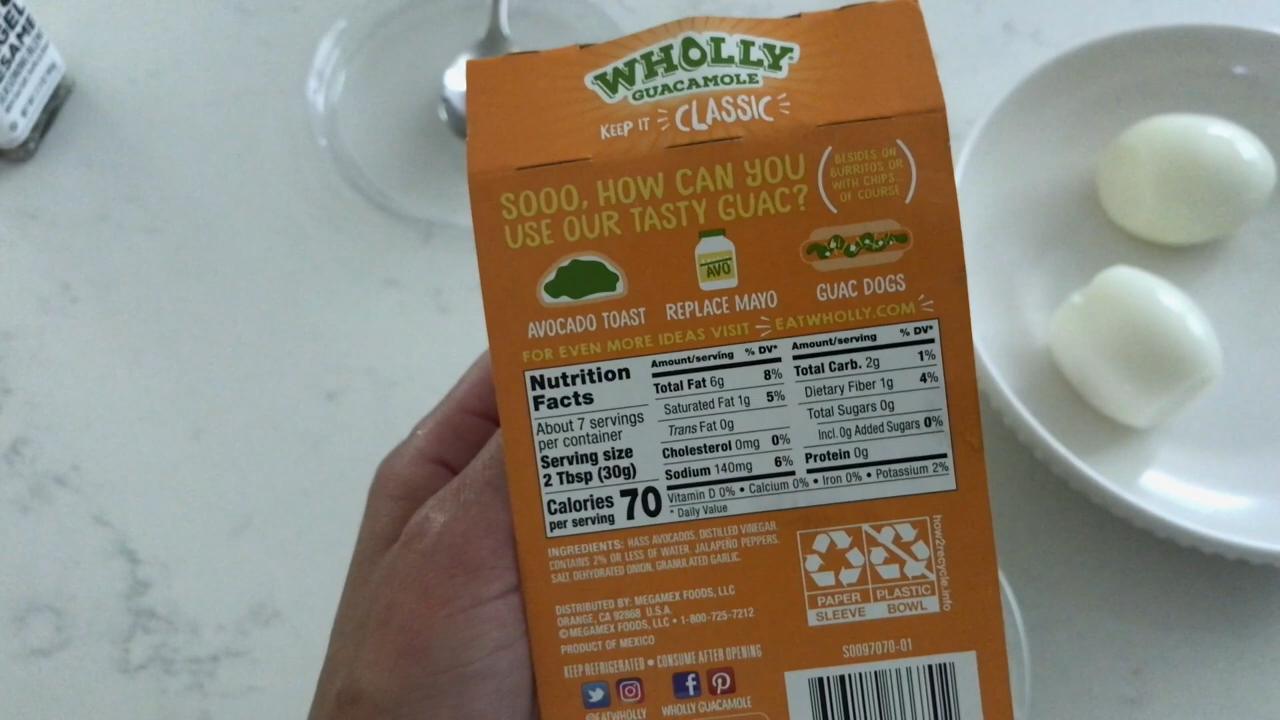 GEL
SAME
WHOLLY
GUACAMOLE
KEEP IT CLASSIC
SOOO, HOW CAN YOU
USE OUR TASTY GUAC?
(BESIDES ON
BURRITOS OR
WITH CHIPS...
OF COURSE)
AVO
AVOCADO TOAST
REPLACE MAYO
GUAC DOGS
FOR EVEN MORE IDEAS VISIT EATWHOLLY.COM
Nutrition
Facts
About 7 servings
per container
Serving size
2 Tbsp (30g)
Calories 70
per serving
Amount/serving % DV*
Total Fat 6g 8%
Saturated Fat 1g 5%
Trans Fat 0g
Cholesterol 0mg 0%
Sodium 140mg 6%
Amount/serving % DV*
Total Carb. 2g 1%
Dietary Fiber 1g 4%
Total Sugars 0g
Incl. 0g Added Sugars 0%
Protein 0g
Vitamin D 0% • Calcium 0% • Iron 0% • Potassium 2%
* Daily Value
INGREDIENTS: HASS AVOCADOS, DISTILLED VINEGAR.
CONTAINS 2% OR LESS OF WATER, JALAPEÑO PEPPERS,
SALT, DEHYDRATED ONION, GRANULATED GARLIC.
DISTRIBUTED BY: MEGAMEX FOODS, LLC
ORANGE, CA 92868 U.S.A.
©MEGAMEX FOODS, LLC • 1-800-725-7212
PRODUCT OF MEXICO
KEEP REFRIGERATED • CONSUME AFTER OPENING
@EATWHOLLY
WHOLLY GUACAMOLE
PAPER
SLEEVE
PLASTIC
BOWL
how2recycle.info
S0097070-01